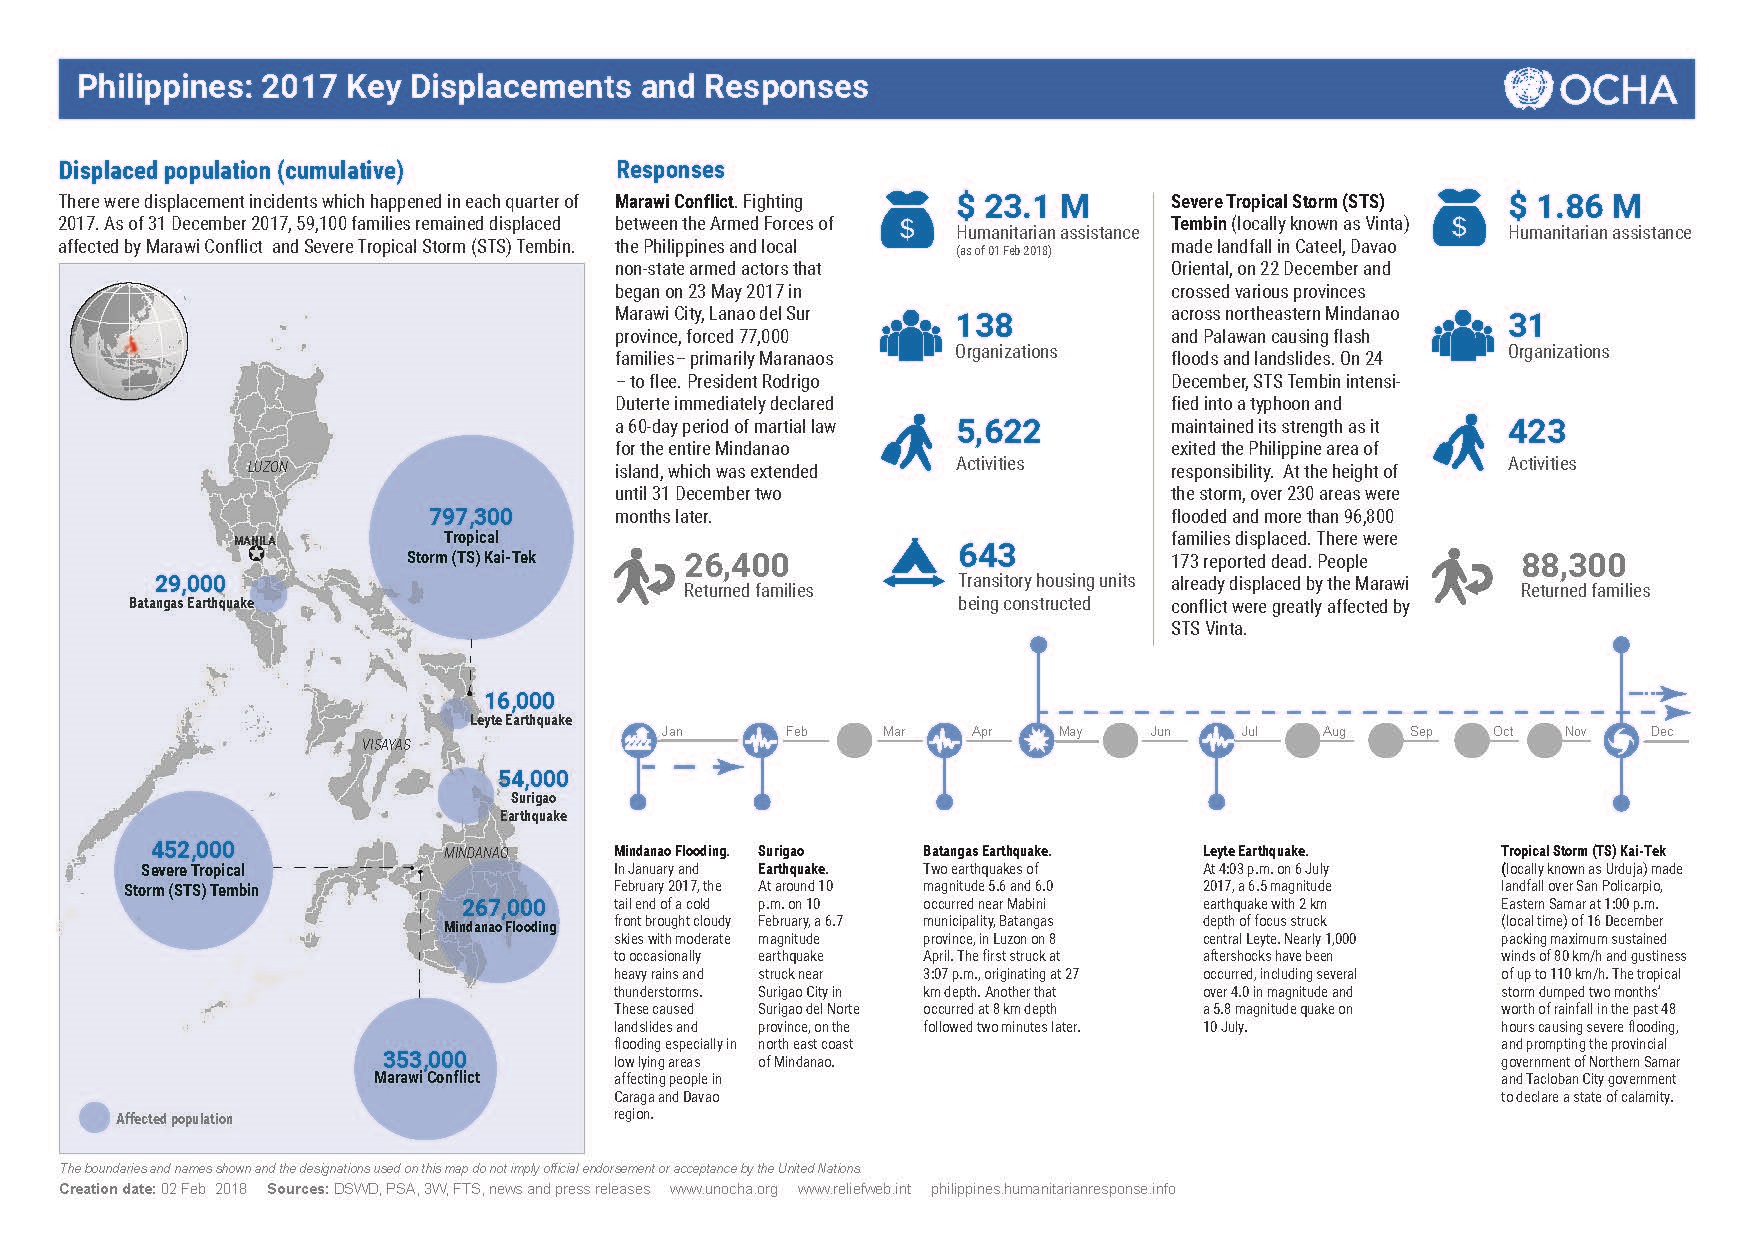 Philippines: 2017 Key Displacements and Responses
OCHA
Displaced population (cumulative)
There were displacement incidents which happened in each quarter of
2017. As of 31 December 2017, 59,100 families remained displaced
affected by Marawi Conflict and Severe Tropical Storm (STS) Tembin.
LUZON
MANILA
797,300
Tropical
Storm (TS) Kai-Tek
29,000
Batangas Earthquake
16,000
Leyte Earthquake
VISAYAS
54,000
Surigao
Earthquake
452,000
Severe Tropical
Storm (STS) Tembin
MINDANAO
267,000
Mindanao Flooding
353,000
Marawi Conflict
Affected population
Responses
Marawi Conflict. Fighting
between the Armed Forces of
the Philippines and local
non-state armed actors that
began on 23 May 2017 in
Marawi City, Lanao del Sur
province, forced 77,000
families– primarily Maranaos
– to flee. President Rodrigo
Duterte immediately declared
a 60-day period of martial law
for the entire Mindanao
island, which was extended
until 31 December two
months later.
26,400
Returned families
$
$ 23.1 M
Humanitarian assistance
(as of 01 Feb 2018)
138
Organizations
5,622
Activities
643
Transitory housing units
being constructed
Severe Tropical Storm (STS)
Tembin (locally known as Vinta)
made landfall in Cateel, Davao
Oriental, on 22 December and
crossed various provinces
across northeastern Mindanao
and Palawan causing flash
floods and landslides. On 24
December, STS Tembin intensi-
fied into a typhoon and
maintained its strength as it
exited the Philippine area of
responsibility. At the height of
the storm, over 230 areas were
flooded and more than 96,800
families displaced. There were
173 reported dead. People
already displaced by the Marawi
conflict were greatly affected by
STS Vinta.
$
$ 1.86 M
Humanitarian assistance
31
Organizations
423
Activities
88,300
Returned families
Jan
Feb
Mar
Apr
May
Jun
Jul
Aug
Sep
Oct
Nov
Dec
Mindanao Flooding.
In January and
February 2017, the
tail end of a cold
front brought cloudy
skies with moderate
to occasionally
heavy rains and
thunderstorms.
These caused
landslides and
flooding especially in
low lying areas
affecting people in
Caraga and Davao
region.
Surigao
Earthquake.
At around 10
p.m. on 10
February, a 6.7
magnitude
earthquake
struck near
Surigao City in
Surigao del Norte
province, on the
north east coast
of Mindanao.
Batangas Earthquake.
Two earthquakes of
magnitude 5.6 and 6.0
occurred near Mabini
municipality, Batangas
province, in Luzon on 8
April. The first struck at
3:07 p.m., originating at 27
km depth. Another that
occurred at 8 km depth
followed two minutes later.
Leyte Earthquake.
At 4:03 p.m. on 6 July
2017, a 6.5 magnitude
earthquake with 2 km
depth of focus struck
central Leyte. Nearly 1,000
aftershocks have been
occurred, including several
over 4.0 in magnitude and
a 5.8 magnitude quake on
10 July.
Tropical Storm (TS) Kai-Tek
(locally known as Urduja) made
landfall over San Policarpio,
Eastern Samar at 1:00 p.m.
(local time) of 16 December
packing maximum sustained
winds of 80 km/h and gustiness
of up to 110 km/h. The tropical
storm dumped two months'
worth of rainfall in the past 48
hours causing severe flooding,
and prompting the provincial
government of Northern Samar
and Tacloban City government
to declare a state of calamity.
The boundaries and names shown and the designations used on this map do not imply official endorsement or acceptance by the United Nations.
Creation date: 02 Feb 2018 Sources: DSWD, PSA, 3W, FTS, news and press releases www.unocha.org www.reliefweb.int philippines.humanitarianresponse.info